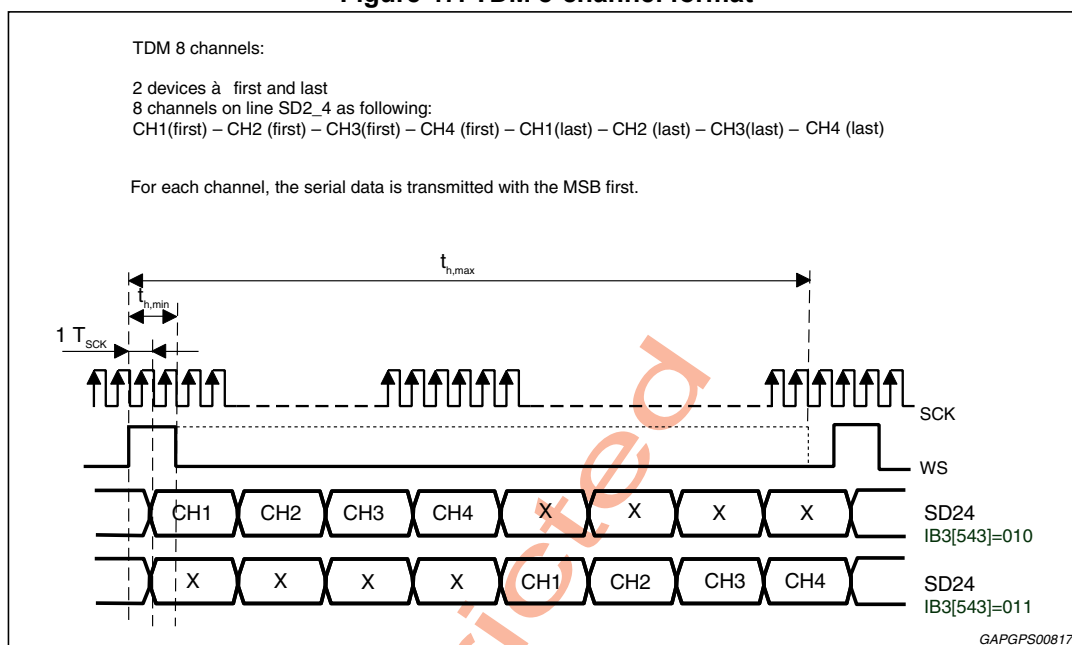 Figure 17. TDM 8-channel format
TDM 8 channels:
2 devices à first and last
8 channels on line SD2_4 as following:
CH1(first) – CH2 (first) – CH3(first) – CH4 (first) – CH1(last) – CH2 (last) – CH3(last) – CH4 (last)
For each channel, the serial data is transmitted with the MSB first.
th,max
th,min
1 TSCK
SCK
WS
CH1 CH2 CH3 CH4 X X X X SD24
IB3[543]=010
X X X X CH1 CH2 CH3 CH4 SD24
IB3[543]=011
GAPGPS00817